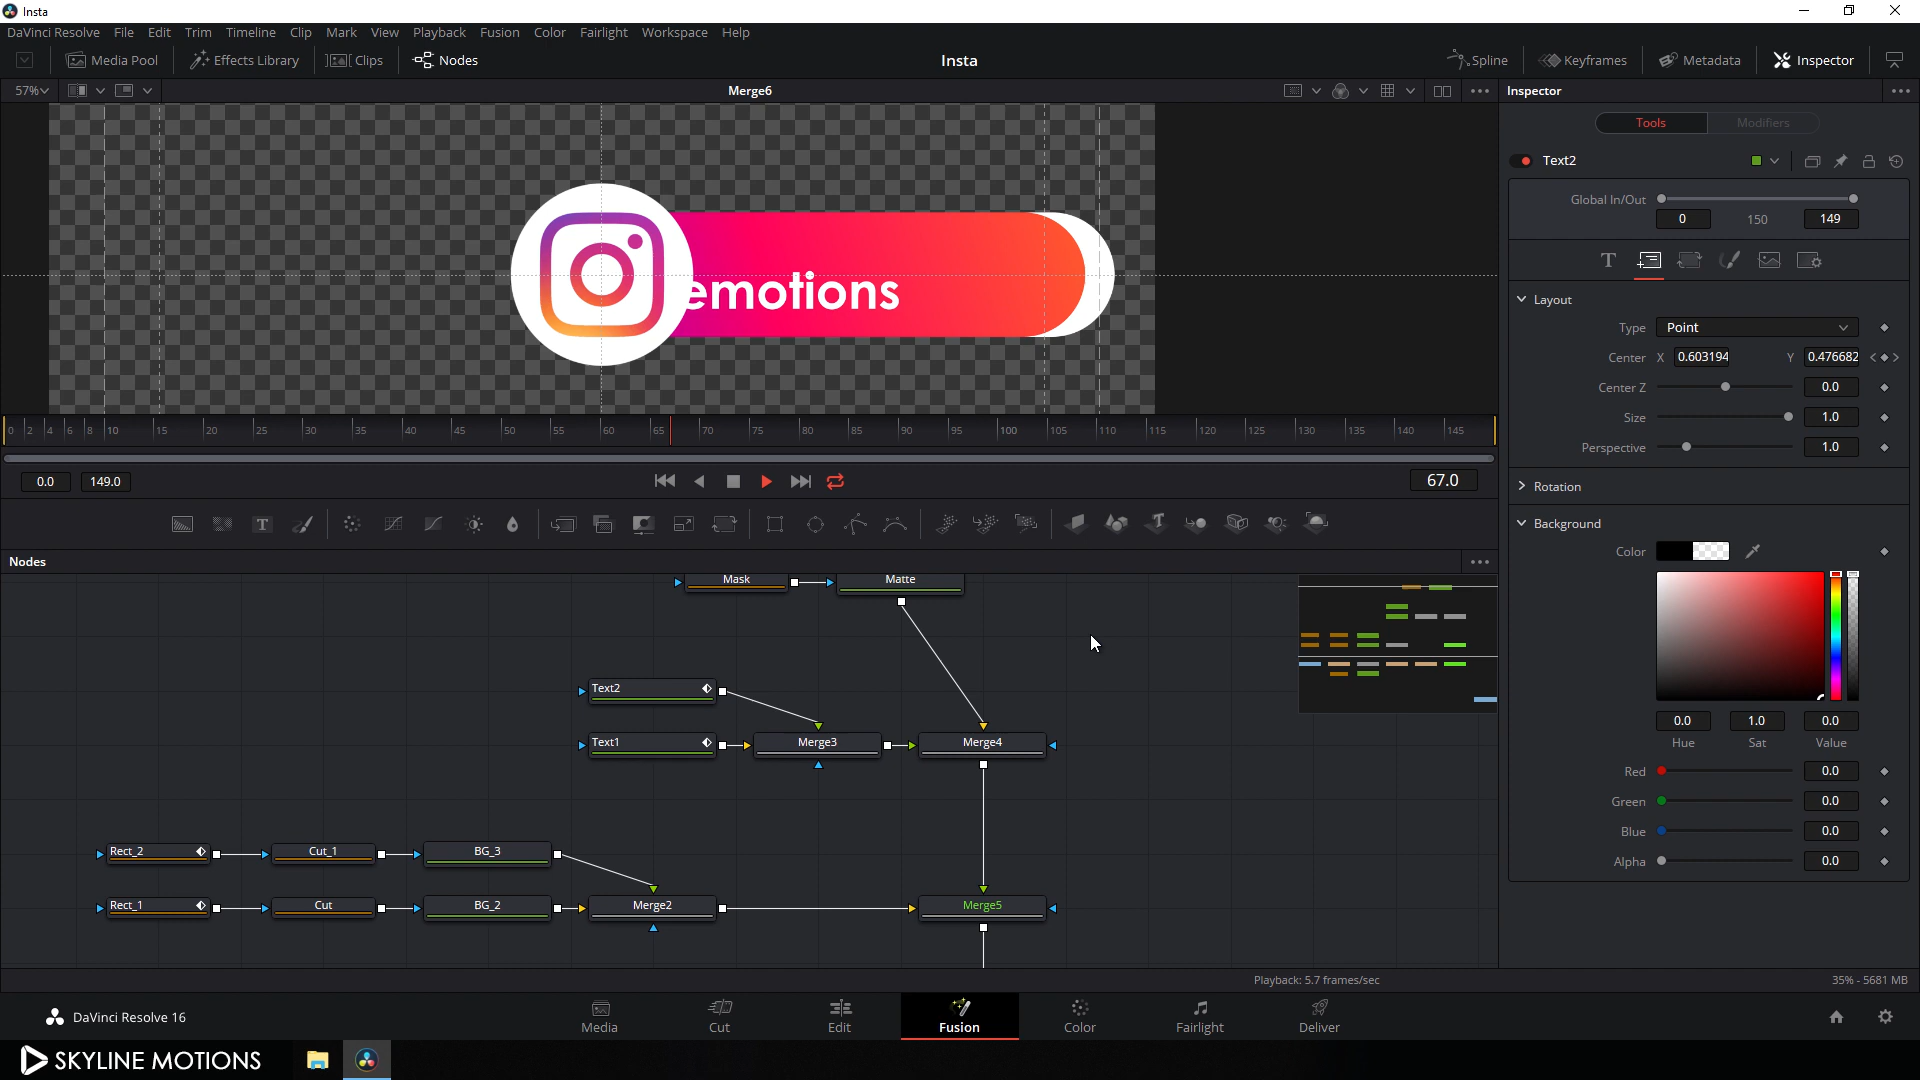 Insta
DaVinci Resolve File Edit Trim Timeline Clip Mark View Playback Fusion Color Fairlight Workspace Help
Media Pool Effects Library Clips Nodes Insta Spline Keyframes Metadata Inspector
57% Merge6 Inspector
Tools Modifiers
Text2
Global In/Out
0 150 149
emotions
Layout
Type Point
Center X 0.603194 Y 0.476682
Center Z 0.0
Size 1.0
Perspective 1.0
0 2 4 6 8 10 15 20 25 30 35 40 45 50 55 60 65 70 75 80 85 90 95 100 105 110 115 120 125 130 135 140 145
0.0 149.0 67.0
Rotation
Background
Color
Nodes
Mask Matte
Text2
Text1 Merge3 Merge4
Rect_2 Cut_1 BG_3
Rect_1 Cut BG_2 Merge2 Merge5
0.0 1.0 0.0
Hue Sat Value
Red 0.0
Green 0.0
Blue 0.0
Alpha 0.0
Playback: 5.7 frames/sec 35% - 5681 MB
DaVinci Resolve 16
Media Cut Edit Fusion Color Fairlight Deliver
SKYLINE MOTIONS